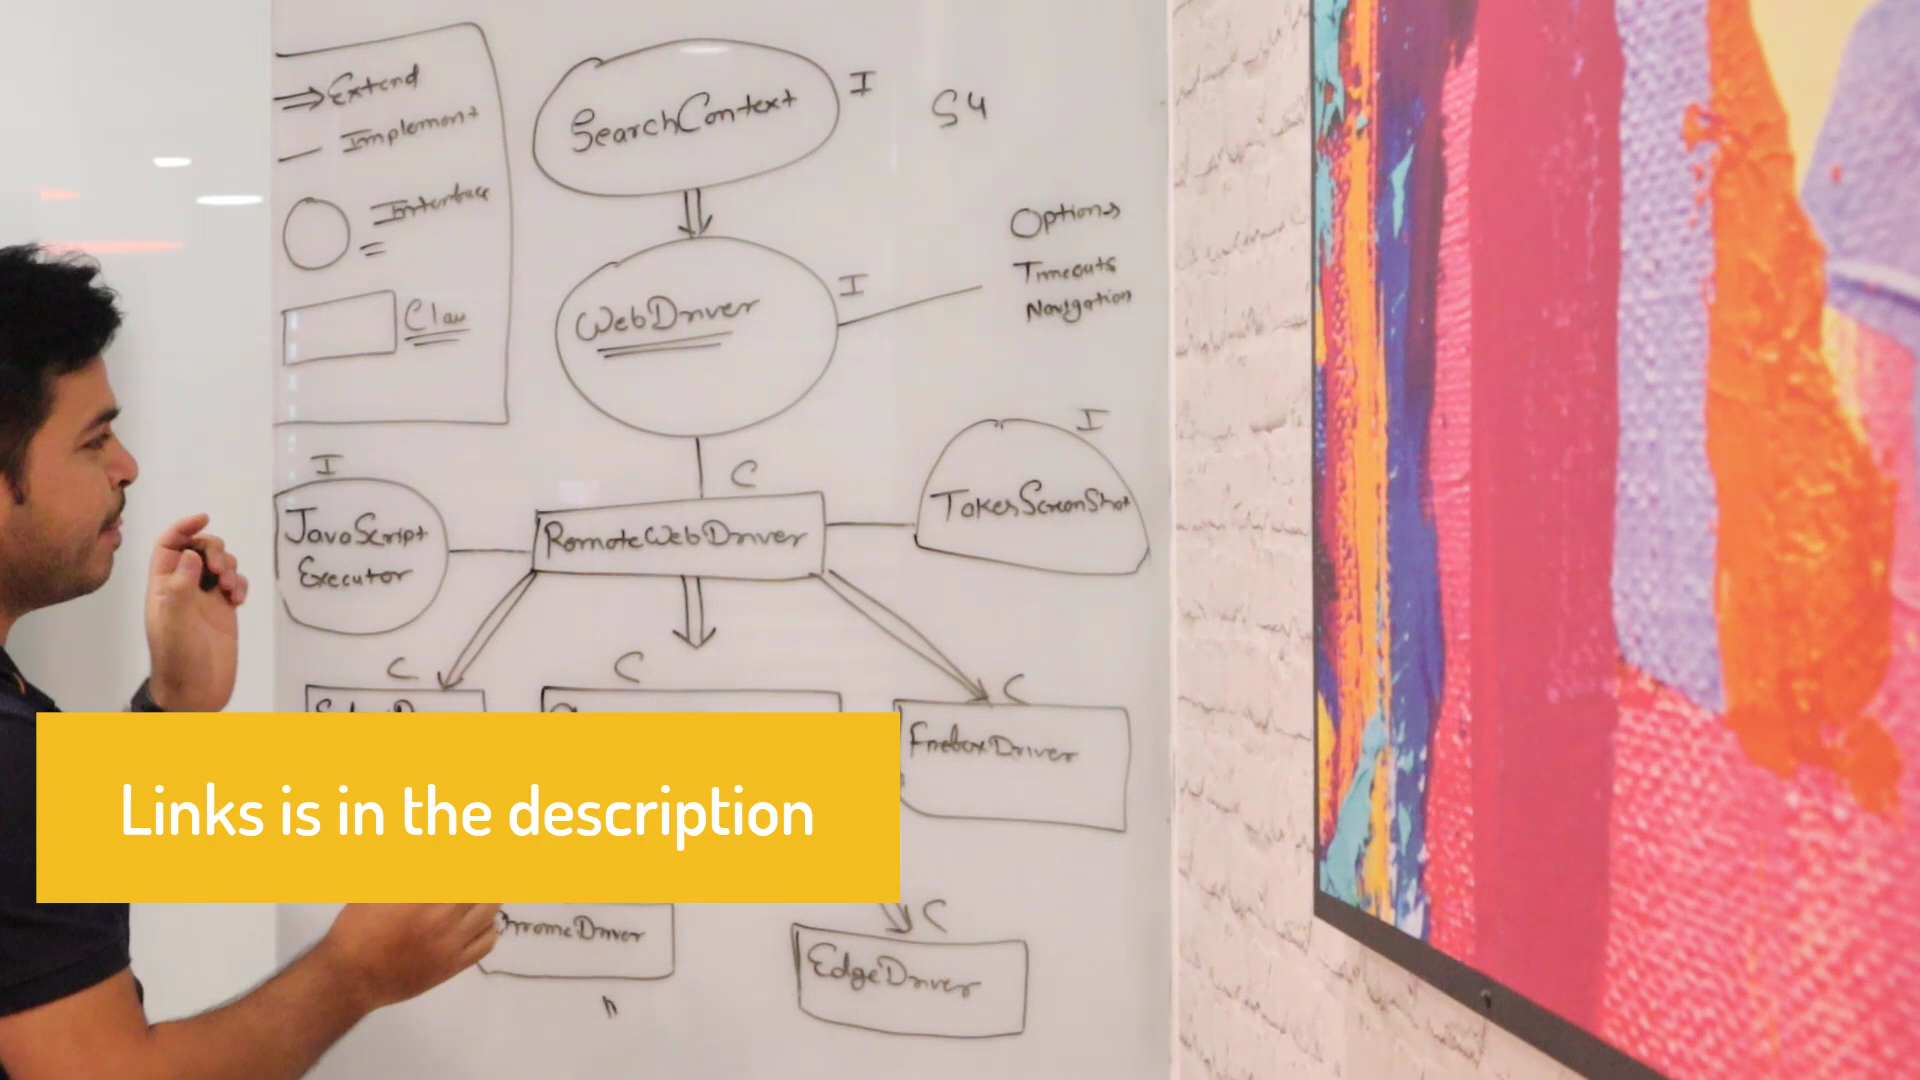 Extend
Implement
Interface
Class
SearchContext
I
S4
WebDriver
I
Options
Timeouts
Navigation
I
JavaScript
Executor
C
RemoteWebDriver
I
TakesScreenShot
C
C
C
FirefoxDriver
Links is in the description
ChromeDriver
C
EdgeDriver